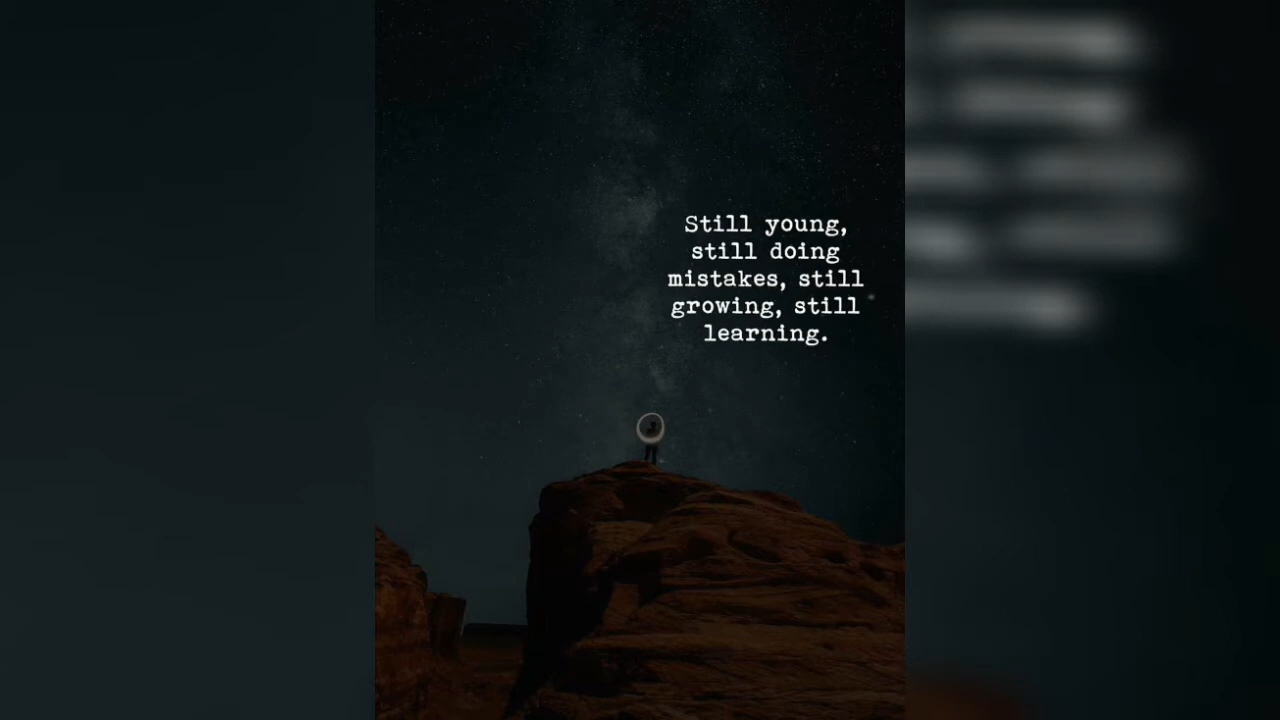 Still young,
still doing
mistakes, still
growing, still
learning.